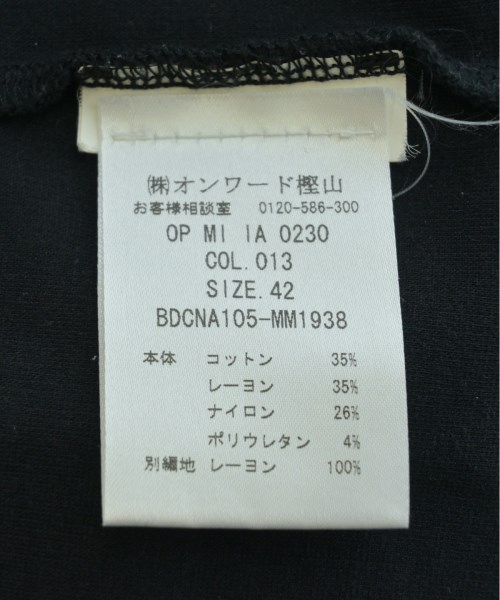 ㈱オンワード樫山
お客様相談室 0120-586-300
OP MI IA 0230
COL.013
SIZE.42
BDCNA105-MM1938
本体 コットン 35%
レーヨン 35%
ナイロン 26%
ポリウレタン 4%
別編地 レーヨン 100%